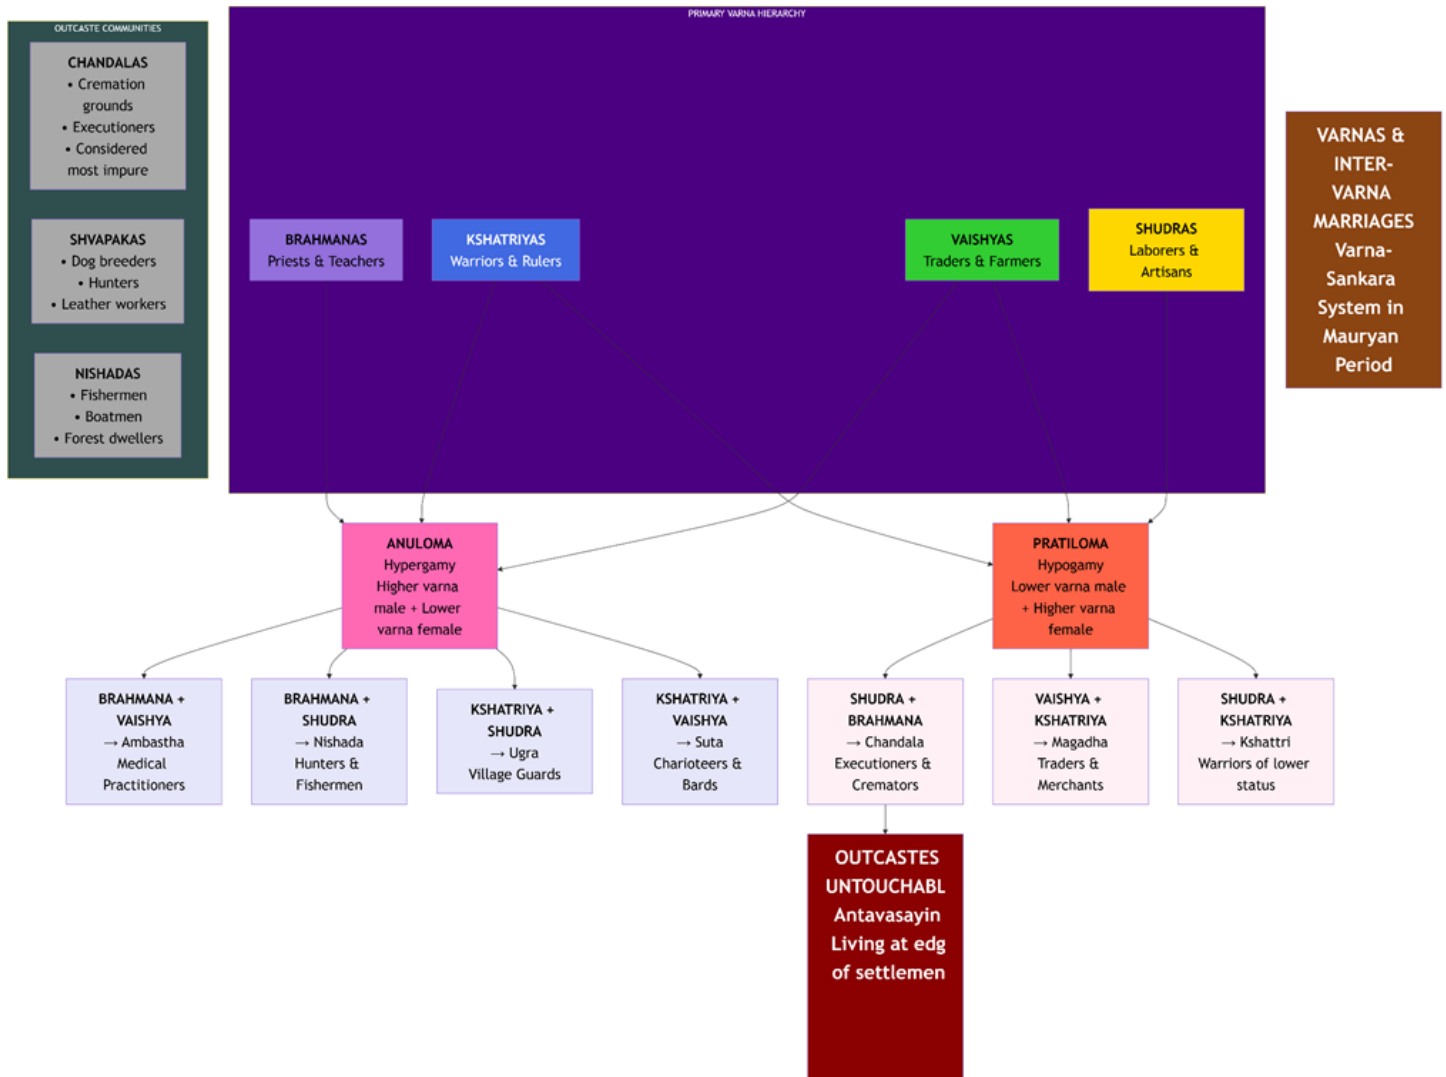 OUTCASTE COMMUNITIES
CHANDALAS
• Cremation
grounds
• Executioners
• Considered
most impure
SHVAPAKAS
• Dog breeders
• Hunters
• Leather workers
NISHADAS
• Fishermen
• Boatmen
• Forest dwellers
PRIMARY VARNA HIERARCHY
BRAHMANAS
Priests & Teachers
KSHATRIYAS
Warriors & Rulers
VAISHYAS
Traders & Farmers
SHUDRAS
Laborers &
Artisans
VARNAS &
INTER-
VARNA
MARRIAGES
Varna-
Sankara
System in
Mauryan
Period
ANULOMA
Hypergamy
Higher varna
male + Lower
varna female
PRATILOMA
Hypogamy
Lower varna male
+ Higher varna
female
BRAHMANA +
VAISHYA
→ Ambastha
Medical
Practitioners
BRAHMANA +
SHUDRA
→ Nishada
Hunters &
Fishermen
KSHATRIYA +
SHUDRA
→ Ugra
Village Guards
KSHATRIYA +
VAISHYA
→ Suta
Charioteers &
Bards
SHUDRA +
BRAHMANA
→ Chandala
Executioners &
Cremators
VAISHYA +
KSHATRIYA
→ Magadha
Traders &
Merchants
SHUDRA +
KSHATRIYA
→ Kshattri
Warriors of lower
status
OUTCASTES
UNTOUCHABL
Antavasayin
Living at edg
of settlemen